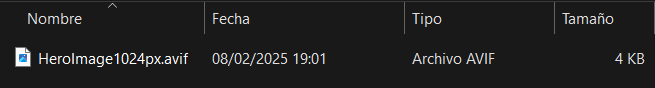 Nombre Fecha Tipo Tamaño
HeroImage1024px.avif 08/02/2025 19:01 Archivo AVIF 4 KB